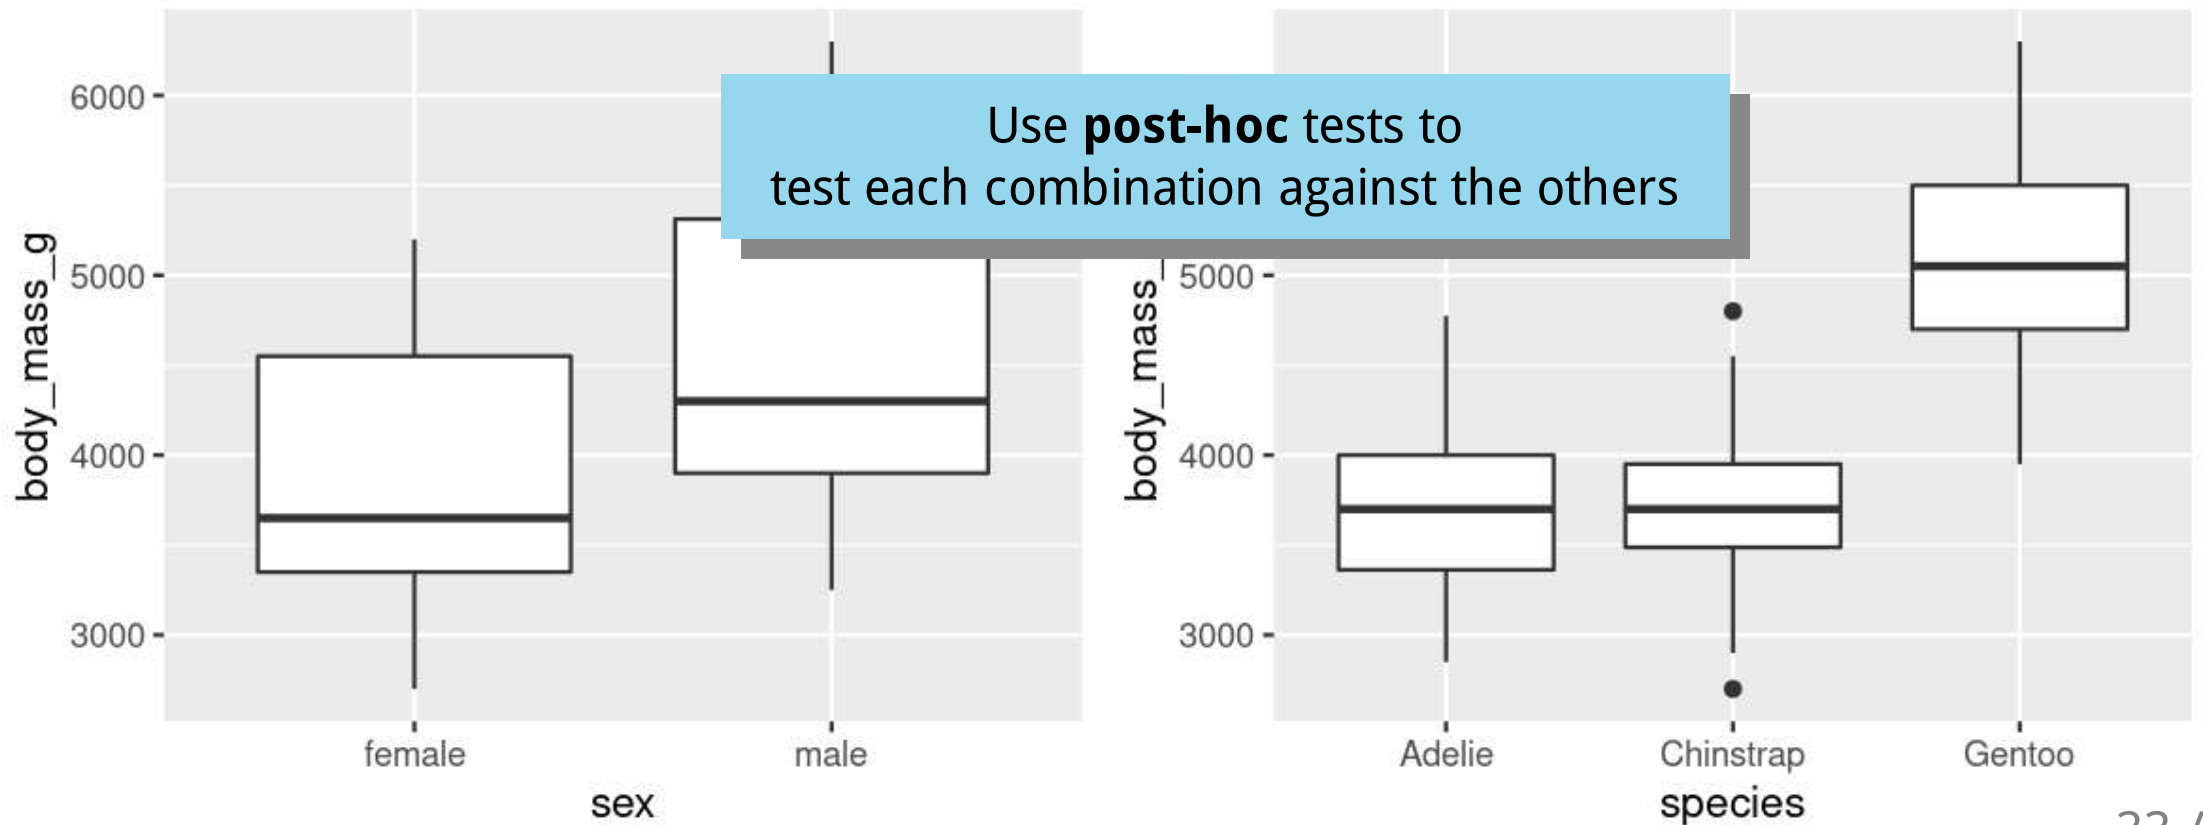 Use post-hoc tests to
test each combination against the others
body_mass_g
6000
5000
4000
3000
female
male
sex
body_mass_
5000
4000
3000
Adelie
Chinstrap
Gentoo
species